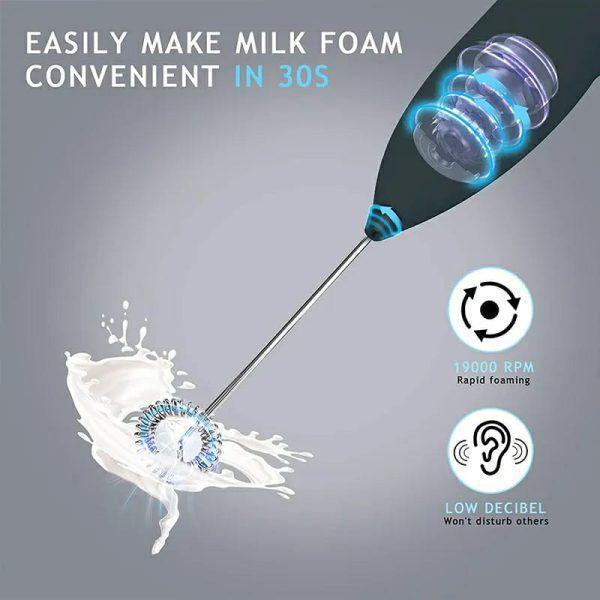 EASILY MAKE MILK FOAM
CONVENIENT IN 30S
19000 RPM
Rapid foaming
LOW DECIBEL
Won't disturb others